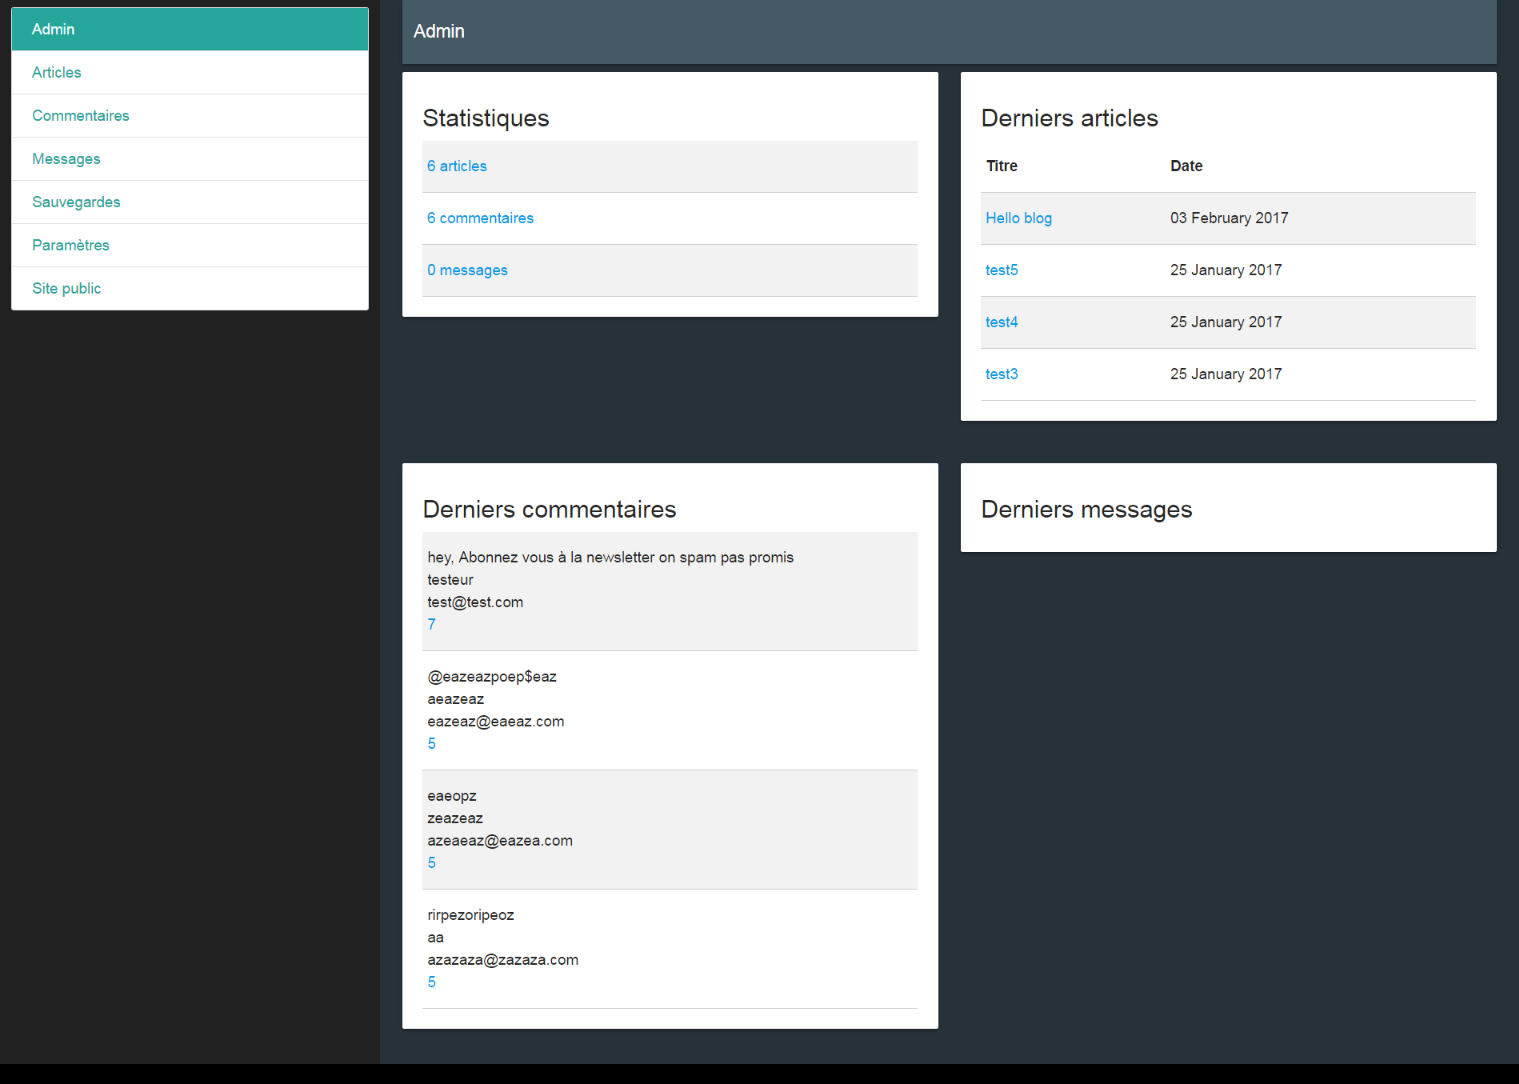 Admin
Articles
Commentaires
Messages
Sauvegardes
Paramètres
Site public
Admin
Statistiques
6 articles
6 commentaires
0 messages
Derniers articles
Titre Date
Hello blog 03 February 2017
test5 25 January 2017
test4 25 January 2017
test3 25 January 2017
Derniers commentaires
hey, Abonnez vous à la newsletter on spam pas promis
testeur
test@test.com
7
@eazeazpoep$eaz
aeazeaz
eazeaz@eaeaz.com
5
eaeopz
zeazeaz
azeaeaz@eazea.com
5
rirpezoripeoz
aa
azazaza@zazaza.com
5
Derniers messages